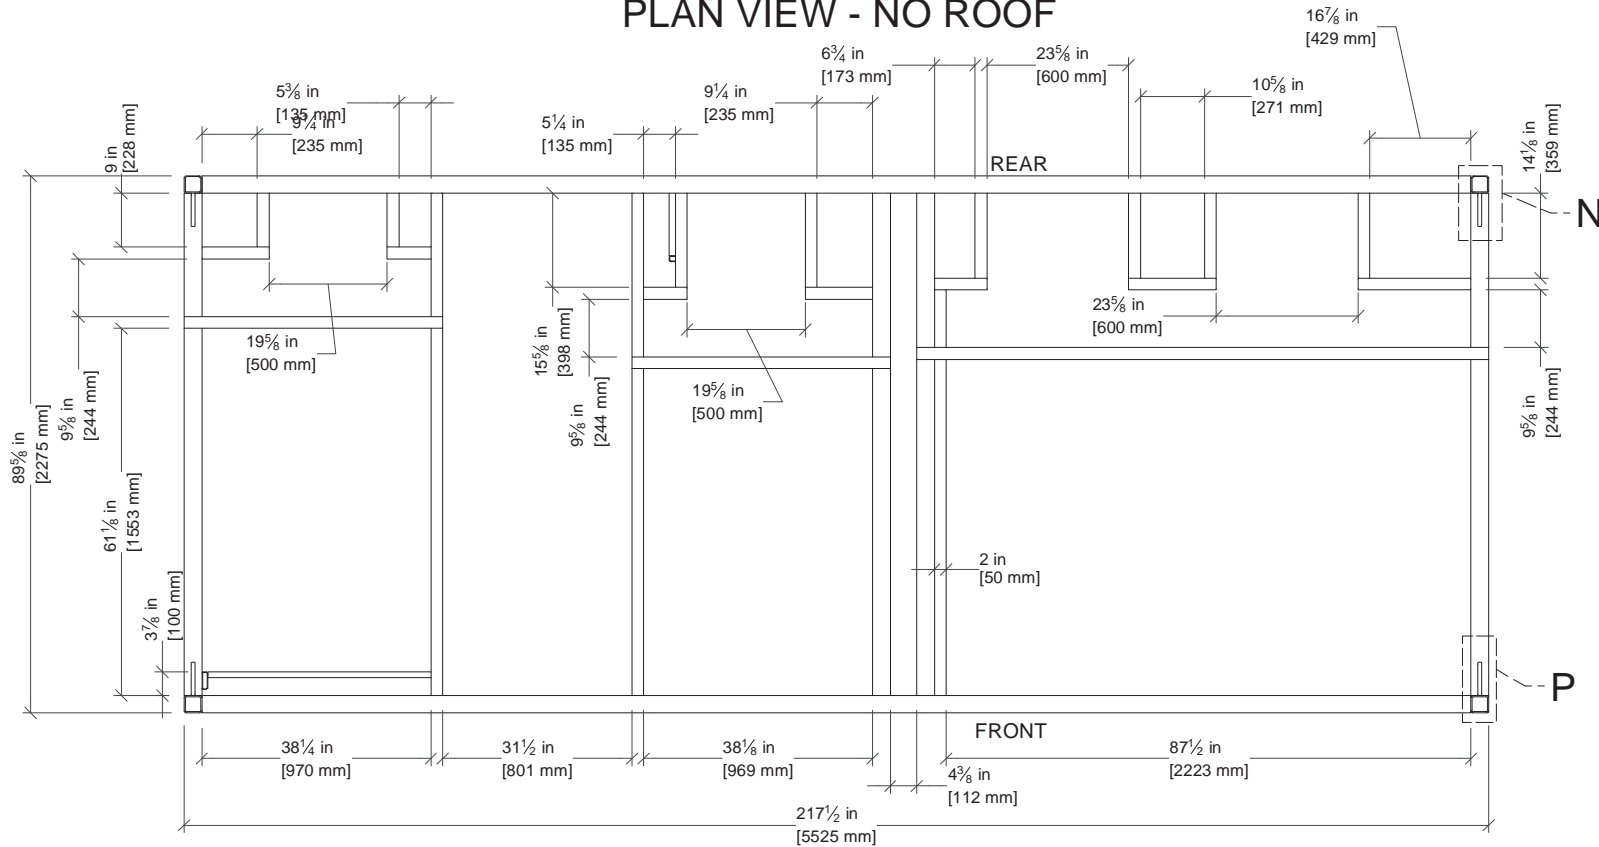 PLAN VIEW - NO ROOF
16⅞ in
[429 mm]
6¾ in
[173 mm]
23⅝ in
[600 mm]
5⅜ in
[135 mm]
9¼ in
[235 mm]
9¼ in
[235 mm]
5¼ in
[135 mm]
10⅝ in
[271 mm]
9 in
[228 mm]
14⅛ in
[359 mm]
REAR
N
19⅝ in
[500 mm]
15⅝ in
[398 mm]
23⅝ in
[600 mm]
19⅝ in
[500 mm]
9⅝ in
[244 mm]
9⅝ in
[244 mm]
9⅝ in
[244 mm]
89⅝ in
[2275 mm]
61⅛ in
[1553 mm]
2 in
[50 mm]
3⅞ in
[100 mm]
P
FRONT
38¼ in
[970 mm]
31½ in
[801 mm]
38⅛ in
[969 mm]
87½ in
[2223 mm]
4⅜ in
[112 mm]
217½ in
[5525 mm]